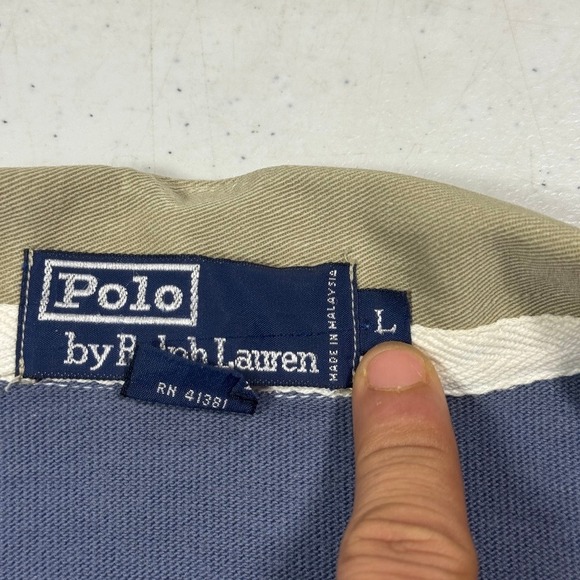 Polo
by Ralph Lauren
MADE IN MALAYSIA
L
RN 41381